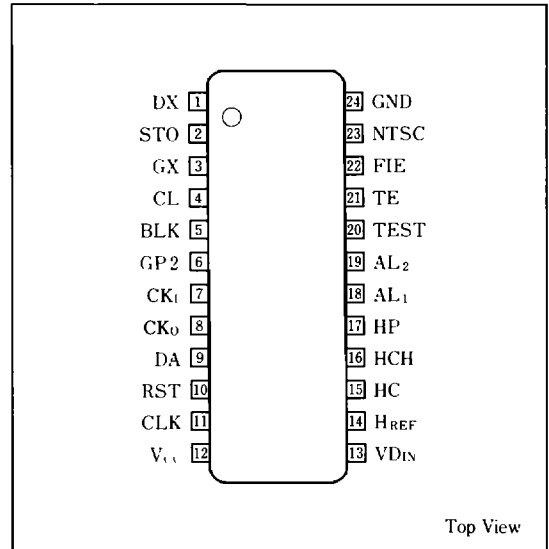 DX 1 24 GND
STO 2 23 NTSC
GX 3 22 FIE
CL 4 21 TE
BLK 5 20 TEST
GP2 6 19 AL2
CKI 7 18 AL1
CKO 8 17 HP
DA 9 16 HCH
RST 10 15 HC
CLK 11 14 HREF
VCC 12 13 VDIN
Top View